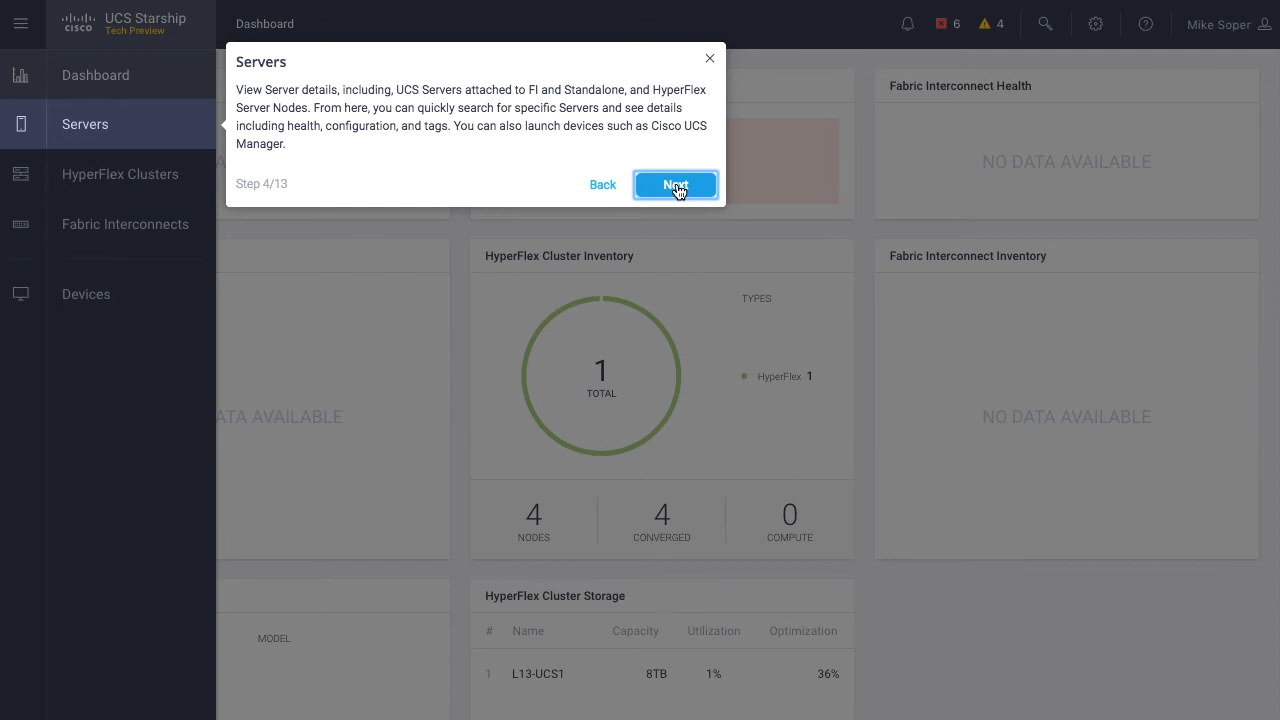 CISCO
UCS Starship
Tech Preview
Dashboard
6
4
Mike Soper
Dashboard
Servers
HyperFlex Clusters
Fabric Interconnects
Devices
Servers
View Server details, including, UCS Servers attached to FI and Standalone, and HyperFlex
Server Nodes. From here, you can quickly search for specific Servers and see details
including health, configuration, and tags. You can also launch devices such as Cisco UCS
Manager.
Step 4/13
Back
Next
Fabric Interconnect Health
NO DATA AVAILABLE
ATA AVAILABLE
HyperFlex Cluster Inventory
1
TOTAL
TYPES
HyperFlex 1
4
NODES
4
CONVERGED
0
COMPUTE
Fabric Interconnect Inventory
NO DATA AVAILABLE
MODEL
HyperFlex Cluster Storage
# Name Capacity Utilization Optimization
1 L13-UCS1 8TB 1% 36%